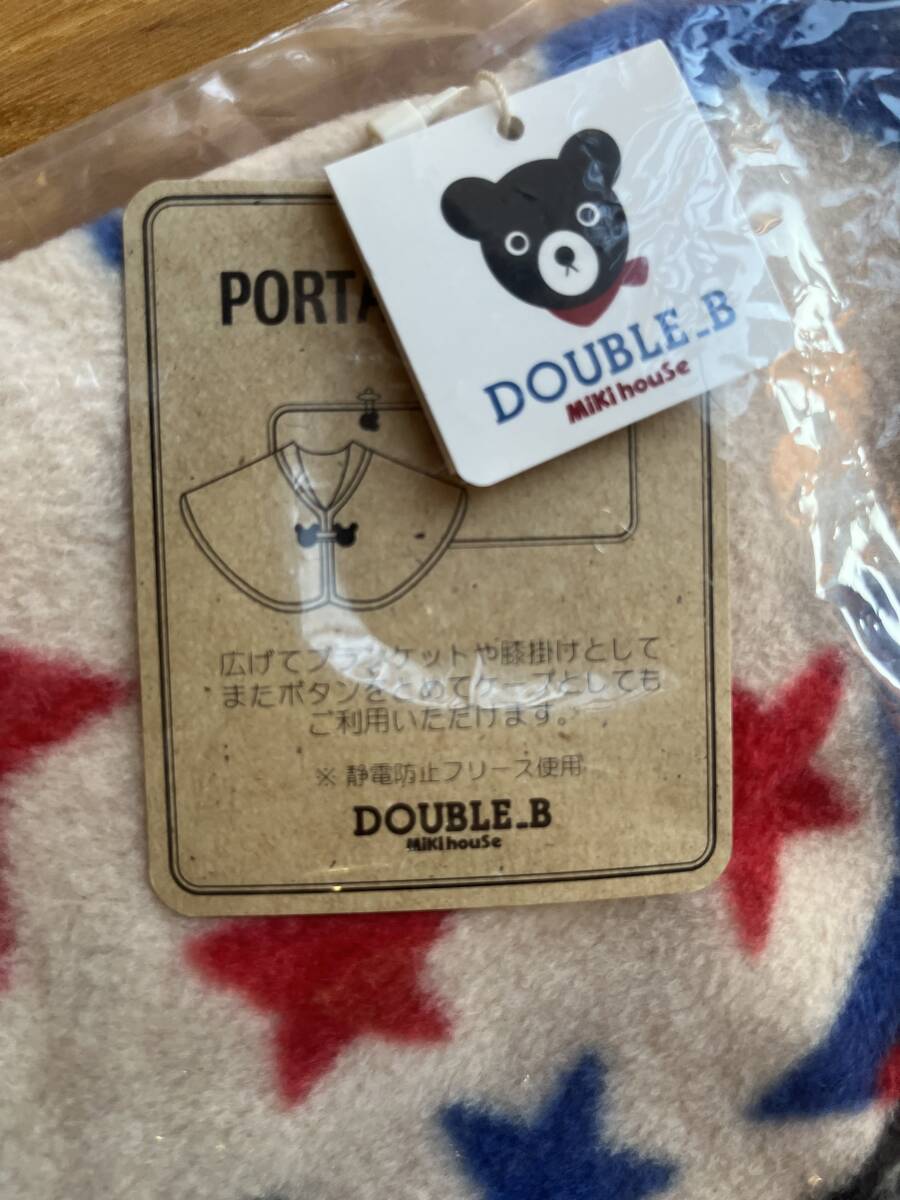 DOUBLE_B
MiKi houSe
PORTA
広げてブランケットや膝掛けとして
またボタンをとめてケープとしても
ご利用いただけます。
※ 静電防止フリース使用
DOUBLE_B
MiKi houSe